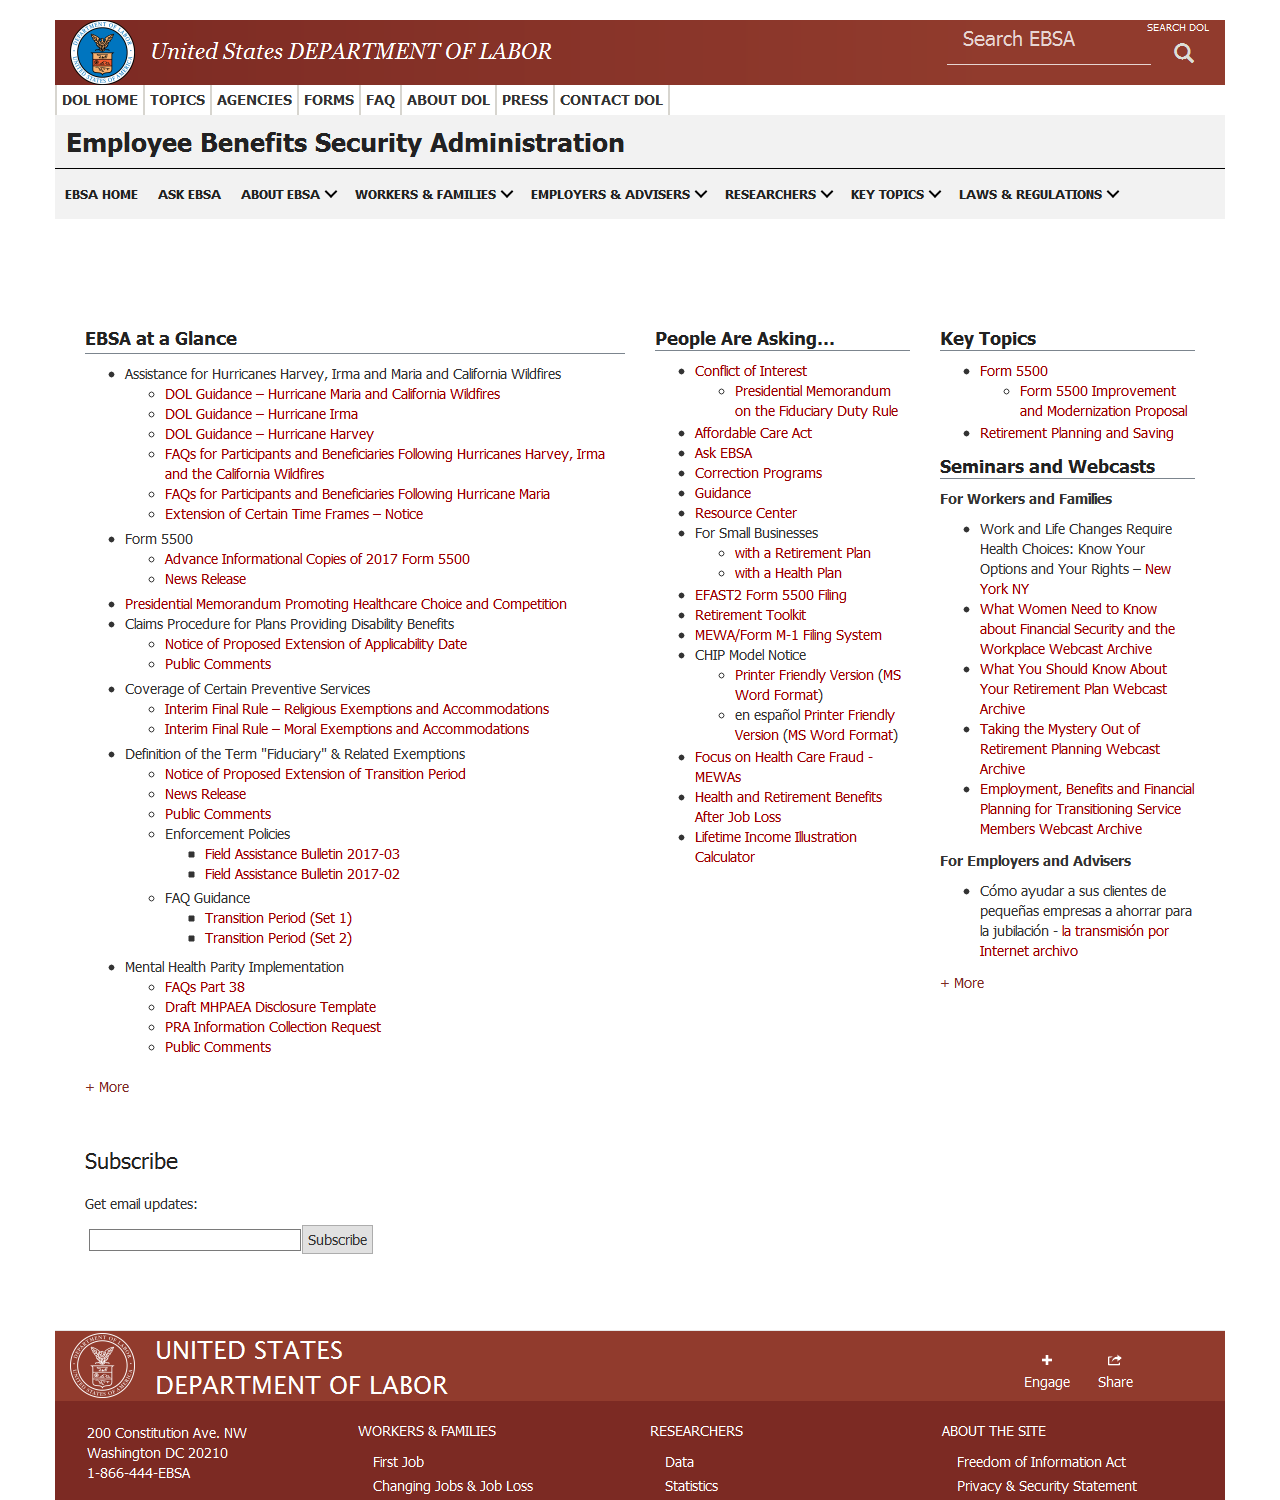 United States DEPARTMENT OF LABOR
Search EBSA
SEARCH DOL
DOL HOME TOPICS AGENCIES FORMS FAQ ABOUT DOL PRESS CONTACT DOL
Employee Benefits Security Administration
EBSA HOME ASK EBSA ABOUT EBSA WORKERS & FAMILIES EMPLOYERS & ADVISERS RESEARCHERS KEY TOPICS LAWS & REGULATIONS
EBSA at a Glance
Assistance for Hurricanes Harvey, Irma and Maria and California Wildfires
DOL Guidance – Hurricane Maria and California Wildfires
DOL Guidance – Hurricane Irma
DOL Guidance – Hurricane Harvey
FAQs for Participants and Beneficiaries Following Hurricanes Harvey, Irma
and the California Wildfires
FAQs for Participants and Beneficiaries Following Hurricane Maria
Extension of Certain Time Frames – Notice
Form 5500
Advance Informational Copies of 2017 Form 5500
News Release
Presidential Memorandum Promoting Healthcare Choice and Competition
Claims Procedure for Plans Providing Disability Benefits
Notice of Proposed Extension of Applicability Date
Public Comments
Coverage of Certain Preventive Services
Interim Final Rule – Religious Exemptions and Accommodations
Interim Final Rule – Moral Exemptions and Accommodations
Definition of the Term "Fiduciary" & Related Exemptions
Notice of Proposed Extension of Transition Period
News Release
Public Comments
Enforcement Policies
Field Assistance Bulletin 2017-03
Field Assistance Bulletin 2017-02
FAQ Guidance
Transition Period (Set 1)
Transition Period (Set 2)
Mental Health Parity Implementation
FAQs Part 38
Draft MHPAEA Disclosure Template
PRA Information Collection Request
Public Comments
+ More
People Are Asking...
Conflict of Interest
Presidential Memorandum
on the Fiduciary Duty Rule
Affordable Care Act
Ask EBSA
Correction Programs
Guidance
Resource Center
For Small Businesses
with a Retirement Plan
with a Health Plan
EFAST2 Form 5500 Filing
Retirement Toolkit
MEWA/Form M-1 Filing System
CHIP Model Notice
Printer Friendly Version (MS
Word Format)
en español Printer Friendly
Version (MS Word Format)
Focus on Health Care Fraud -
MEWAs
Health and Retirement Benefits
After Job Loss
Lifetime Income Illustration
Calculator
Key Topics
Form 5500
Form 5500 Improvement
and Modernization Proposal
Retirement Planning and Saving
Seminars and Webcasts
For Workers and Families
Work and Life Changes Require
Health Choices: Know Your
Options and Your Rights – New
York NY
What Women Need to Know
about Financial Security and the
Workplace Webcast Archive
What You Should Know About
Your Retirement Plan Webcast
Archive
Taking the Mystery Out of
Retirement Planning Webcast
Archive
Employment, Benefits and Financial
Planning for Transitioning Service
Members Webcast Archive
For Employers and Advisers
Cómo ayudar a sus clientes de
pequeñas empresas a ahorrar para
la jubilación - la transmisión por
Internet archivo
+ More
Subscribe
Get email updates:
Subscribe
UNITED STATES
DEPARTMENT OF LABOR
Engage Share
200 Constitution Ave. NW
Washington DC 20210
1-866-444-EBSA
WORKERS & FAMILIES
First Job
Changing Jobs & Job Loss
RESEARCHERS
Data
Statistics
ABOUT THE SITE
Freedom of Information Act
Privacy & Security Statement